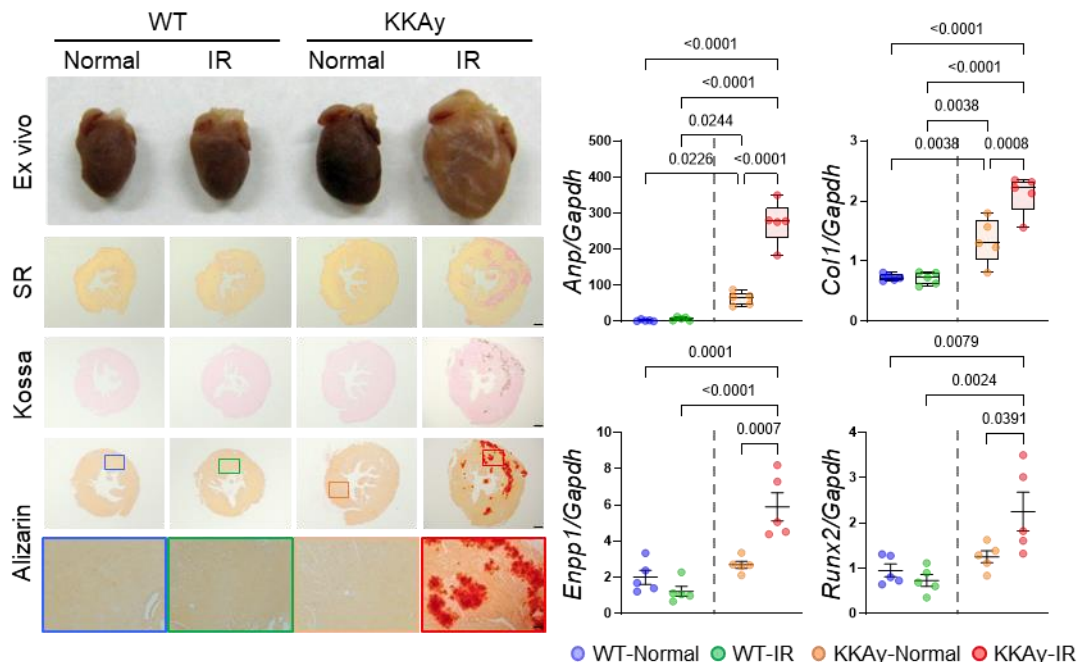 WT
KKAy
Normal
IR
Normal
IR
Ex vivo
SR
Kossa
Alizarin
<0.0001
<0.0001
0.0244
0.0226
<0.0001
500
400
300
200
100
0
Anp/Gapdh
<0.0001
<0.0001
0.0038
0.0038
0.0008
3
2
1
0
Col1/Gapdh
0.0001
<0.0001
0.0007
10
8
6
4
2
0
Enpp1/Gapdh
0.0079
0.0024
0.0391
4
3
2
1
0
Runx2/Gapdh
WT-Normal
WT-IR
KKAy-Normal
KKAy-IR